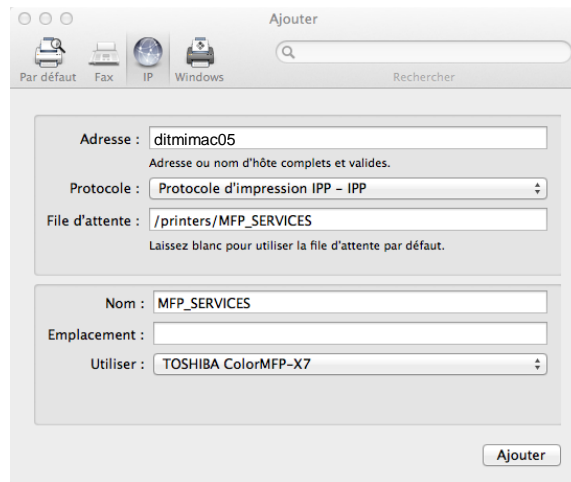 Ajouter
Par défaut Fax IP Windows Rechercher
Adresse : ditmimac05
Adresse ou nom d'hôte complets et valides.
Protocole : Protocole d'impression IPP – IPP
File d'attente : /printers/MFP_SERVICES
Laissez blanc pour utiliser la file d'attente par défaut.
Nom : MFP_SERVICES
Emplacement :
Utiliser : TOSHIBA ColorMFP-X7
Ajouter